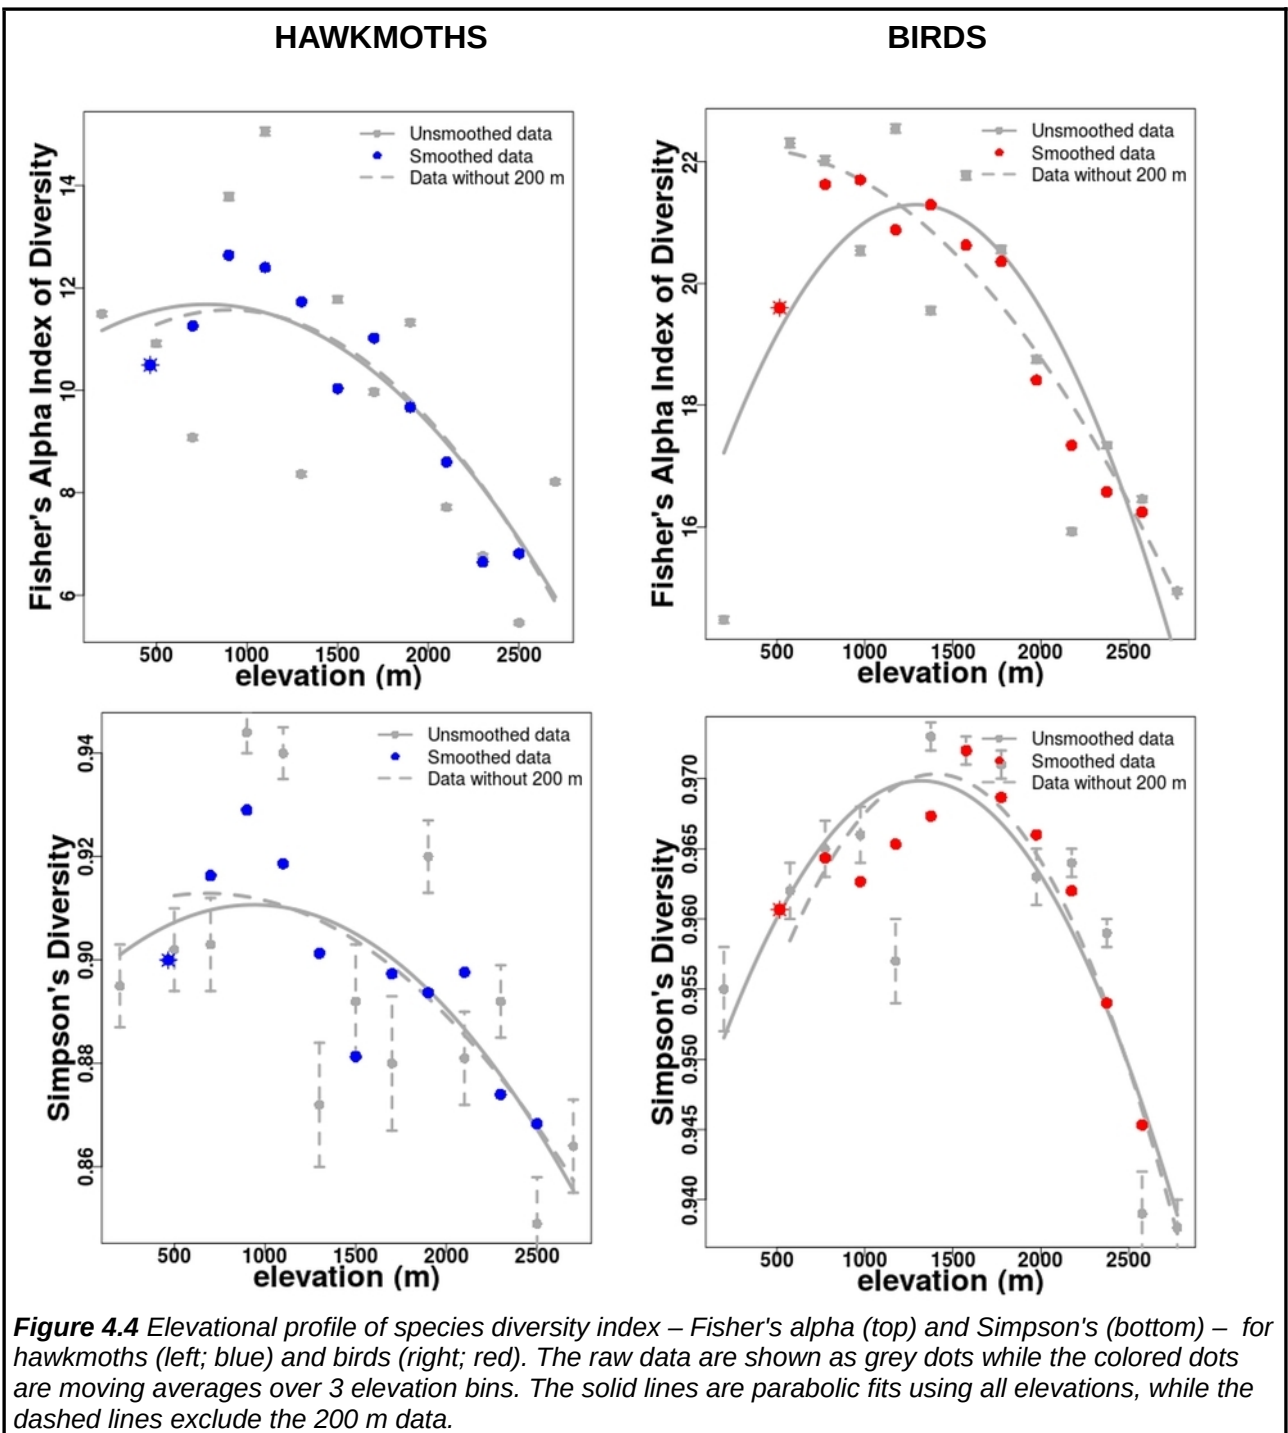 HAWKMOTHS
BIRDS
Fisher's Alpha Index of Diversity
14
12
10
8
6
Unsmoothed data
Smoothed data
Data without 200 m
500 1000 1500 2000 2500
elevation (m)
Fisher's Alpha Index of Diversity
22
20
18
16
Unsmoothed data
Smoothed data
Data without 200 m
500 1000 1500 2000 2500
elevation (m)
Simpson's Diversity
0.94
0.92
0.90
0.88
0.86
Unsmoothed data
Smoothed data
Data without 200 m
500 1000 1500 2000 2500
elevation (m)
Simpson's Diversity
0.970
0.965
0.960
0.955
0.950
0.945
0.940
Unsmoothed data
Smoothed data
Data without 200 m
500 1000 1500 2000 2500
elevation (m)
Figure 4.4 Elevational profile of species diversity index – Fisher's alpha (top) and Simpson's (bottom) – for
hawkmoths (left; blue) and birds (right; red). The raw data are shown as grey dots while the colored dots
are moving averages over 3 elevation bins. The solid lines are parabolic fits using all elevations, while the
dashed lines exclude the 200 m data.